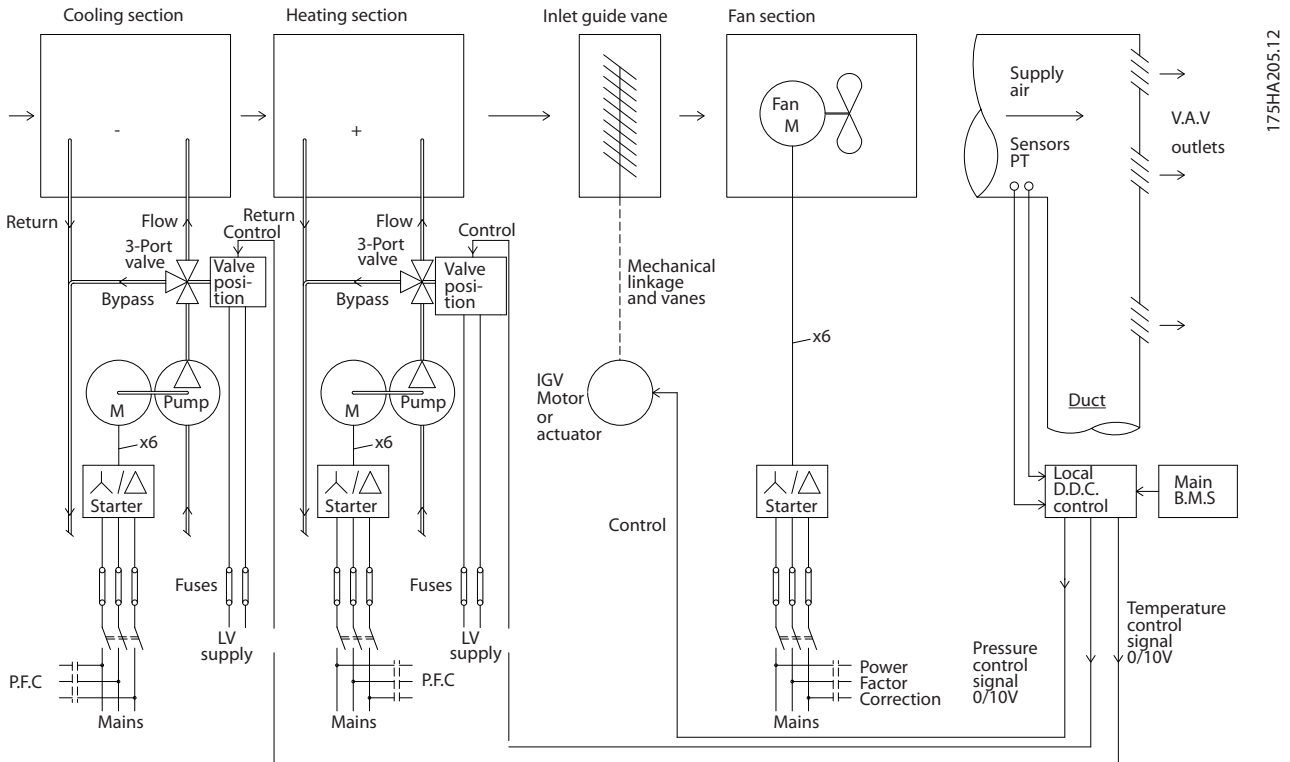 Cooling section
Heating section
Inlet guide vane
Fan section
175HA205.12
-
+
Fan
M
Supply
air
Sensors
PT
V.A.V
outlets
Return
Flow
Return
Control
3-Port
valve
Valve
posi-
tion
Bypass
Flow
Control
3-Port
valve
Valve
posi-
tion
Bypass
Mechanical
linkage
and vanes
x6
M
Pump
M
Pump
IGV
Motor
or
actuator
Duct
x6
x6
Starter
Starter
Starter
Local
D.D.C.
control
Main
B.M.S
Control
Fuses
Fuses
LV
supply
LV
supply
P.F.C
Mains
P.F.C
Mains
Power
Factor
Correction
Mains
Pressure
control
signal
0/10V
Temperature
control
signal
0/10V